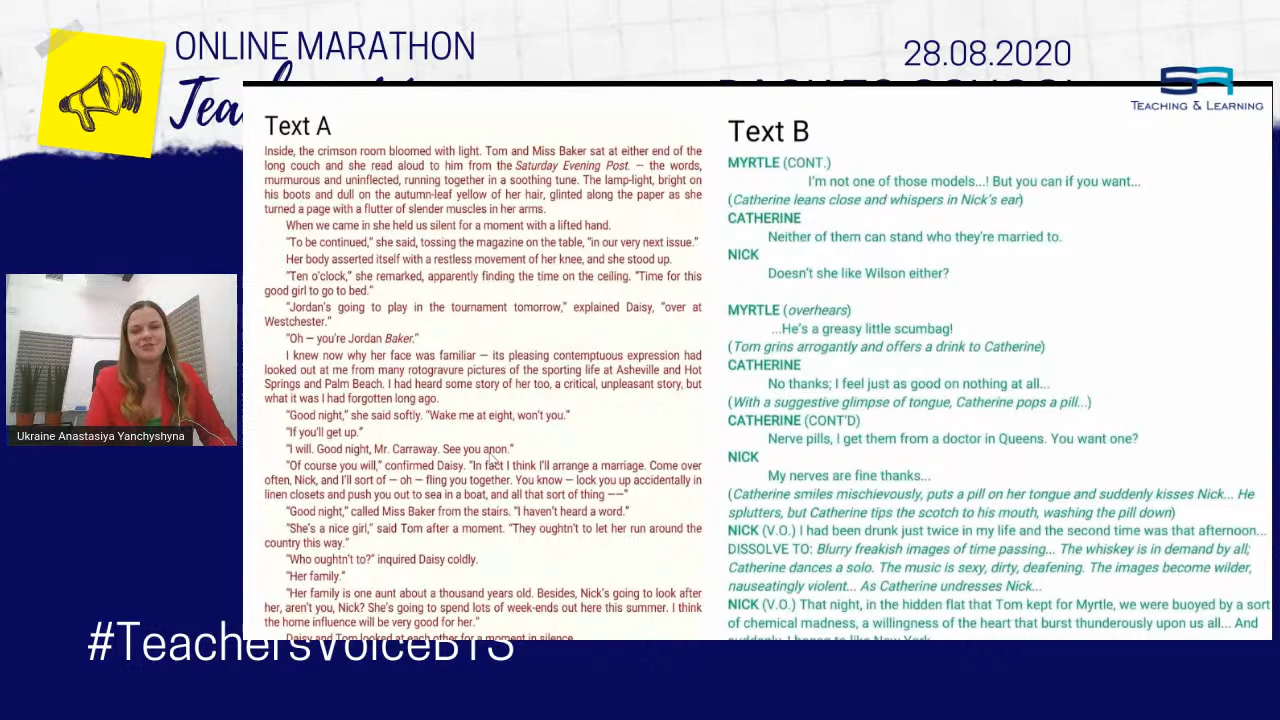 ONLINE MARATHON
28.08.2020
Text A
Inside, the crimson room bloomed with light. Tom and Miss Baker sat at either end of the
long couch and she read aloud to him from the Saturday Evening Post. — the words,
murmurous and uninflected, running together in a soothing tune. The lamp-light, bright on
his boots and dull on the autumn-leaf yellow of her hair, glinted along the paper as she
turned a page with a flutter of slender muscles in her arms.
When we came in she held us silent for a moment with a lifted hand.
“To be continued,” she said, tossing the magazine on the table, “in our very next issue.”
Her body asserted itself with a restless movement of her knee, and she stood up.
“Ten o’clock,” she remarked, apparently finding the time on the ceiling. “Time for this
good girl to go to bed.”
“Jordan’s going to play in the tournament tomorrow,” explained Daisy, “over at
Westchester.”
“Oh — you’re Jordan Baker.”
I knew now why her face was familiar — its pleasing contemptuous expression had
looked out at me from many rotogravure pictures of the sporting life at Asheville and Hot
Springs and Palm Beach. I had heard some story of her too, a critical, unpleasant story, but
what it was I had forgotten long ago.
“Good night,” she said softly. “Wake me at eight, won’t you.”
“If you’ll get up.”
“I will. Good night, Mr. Carraway. See you anon.”
“Of course you will,” confirmed Daisy. “In fact I think I’ll arrange a marriage. Come over
often, Nick, and I’ll sort of — oh — fling you together. You know — lock you up accidentally in
linen closets and push you out to sea in a boat, and all that sort of thing ——”
“Good night,” called Miss Baker from the stairs. “I haven’t heard a word.”
“She’s a nice girl,” said Tom after a moment. “They oughtn’t to let her run around the
country this way.”
“Who oughtn’t to?” inquired Daisy coldly.
“Her family.”
“Her family is one aunt about a thousand years old. Besides, Nick’s going to look after
her, aren’t you, Nick? She’s going to spend lots of week-ends out here this summer. I think
the home influence will be very good for her.”
Daisy and Tom looked at each other for a moment in silence.
TEACHING & LEARNING
Text B
MYRTLE (CONT.)
I'm not one of those models...! But you can if you want...
(Catherine leans close and whispers in Nick's ear)
CATHERINE
Neither of them can stand who they're married to.
NICK
Doesn't she like Wilson either?
MYRTLE (overhears)
...He's a greasy little scumbag!
(Tom grins arrogantly and offers a drink to Catherine)
CATHERINE
No thanks; I feel just as good on nothing at all...
(With a suggestive glimpse of tongue, Catherine pops a pill...)
CATHERINE (CONT'D)
Nerve pills, I get them from a doctor in Queens. You want one?
NICK
My nerves are fine thanks...
(Catherine smiles mischievously, puts a pill on her tongue and suddenly kisses Nick... He
splutters, but Catherine tips the scotch to his mouth, washing the pill down)
NICK (V.O.) I had been drunk just twice in my life and the second time was that afternoon...
DISSOLVE TO: Blurry freakish images of time passing... The whiskey is in demand by all;
Catherine dances a solo. The music is sexy, dirty, deafening. The images become wilder,
nauseatingly violent... As Catherine undresses Nick...
NICK (V.O.) That night, in the hidden flat that Tom kept for Myrtle, we were buoyed by a sort
of chemical madness, a willingness of the heart that burst thunderously upon us all... And
suddenly, I began to like New York
Ukraine Anastasiya Yanchyshyna
#TeachersVoiceBTS